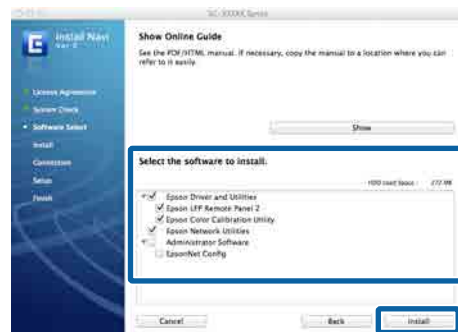 SC-XXXXX Series
Install Navi
Show Online Guide
See the PDF/HTML manual. If necessary, copy the manual to a location where you can
refer to it easily.
License Agreement
System Check
Software Select
Install
Connection
Setup
Finish
Show
Select the software to install.
Epson Driver and Utilities
Epson LFP Remote Panel 2
Epson Color Calibration Utility
Epson Network Utilities
Administrator Software
EpsonNet Config
Cancel
Back
Install